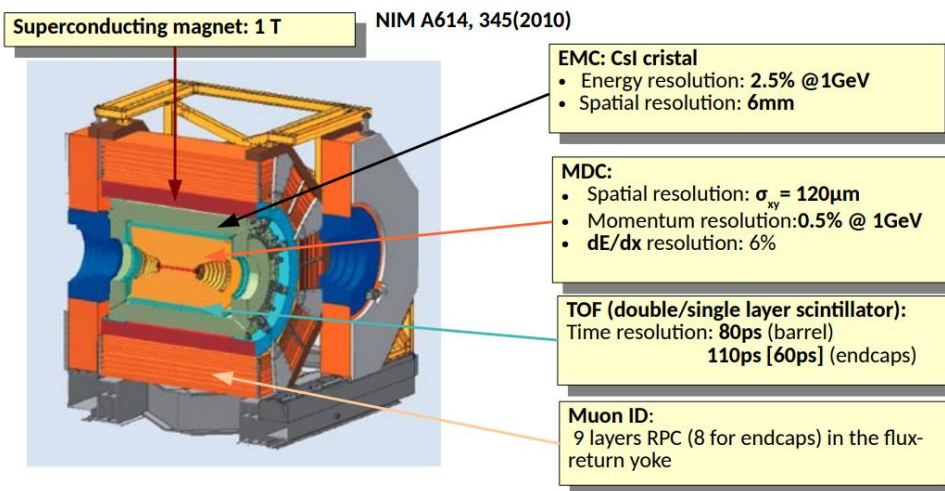 Superconducting magnet: 1 T
NIM A614, 345(2010)
EMC: CsI cristal
• Energy resolution: 2.5% @1GeV
• Spatial resolution: 6mm
MDC:
• Spatial resolution: σxy= 120μm
• Momentum resolution:0.5% @ 1GeV
• dE/dx resolution: 6%
TOF (double/single layer scintillator):
Time resolution: 80ps (barrel)
110ps [60ps] (endcaps)
Muon ID:
9 layers RPC (8 for endcaps) in the flux-
return yoke